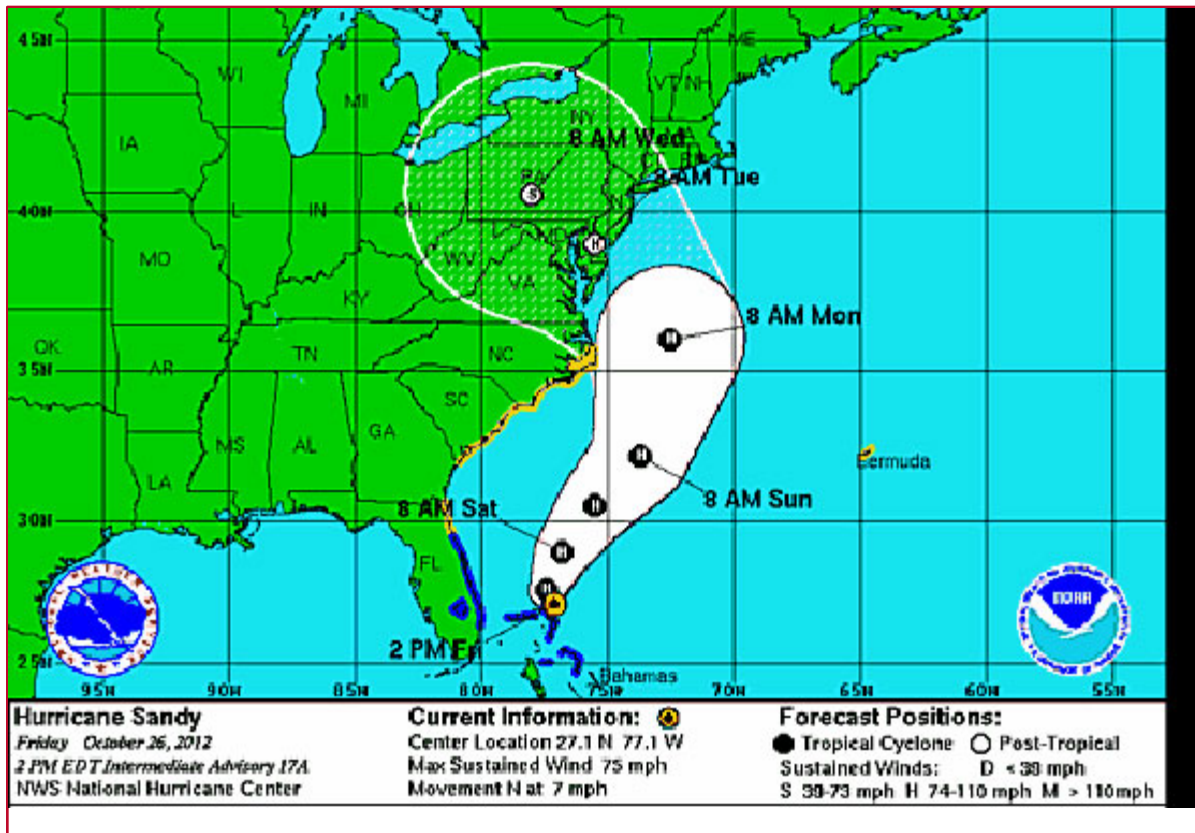 45N
WI
MI
ME
VT
NH
NY
8 AM Wed
IA
PA
8 AM Tue
40N
IL
IN
OH
NJ
MD
MO
WV
VA
KY
8 AM Mon
OK
AR
TN
NC
35N
SC
MS
AL
GA
LA
Bermuda
8 AM Sun
8 AM Sat
30N
FL
NOAA
2 PM Fri
25N
Bahamas
95W 90W 85W 80W 75W 70W 65W 60W 55W
Hurricane Sandy
Friday October 26, 2012
2 PM EDT Intermediate Advisory 17A
NWS National Hurricane Center
Current Information:
Center Location 27.1 N 77.1 W
Max Sustained Wind 75 mph
Movement N at 7 mph
Forecast Positions:
Tropical Cyclone Post-Tropical
Sustained Winds: D < 39 mph
S 39-73 mph H 74-110 mph M > 110mph